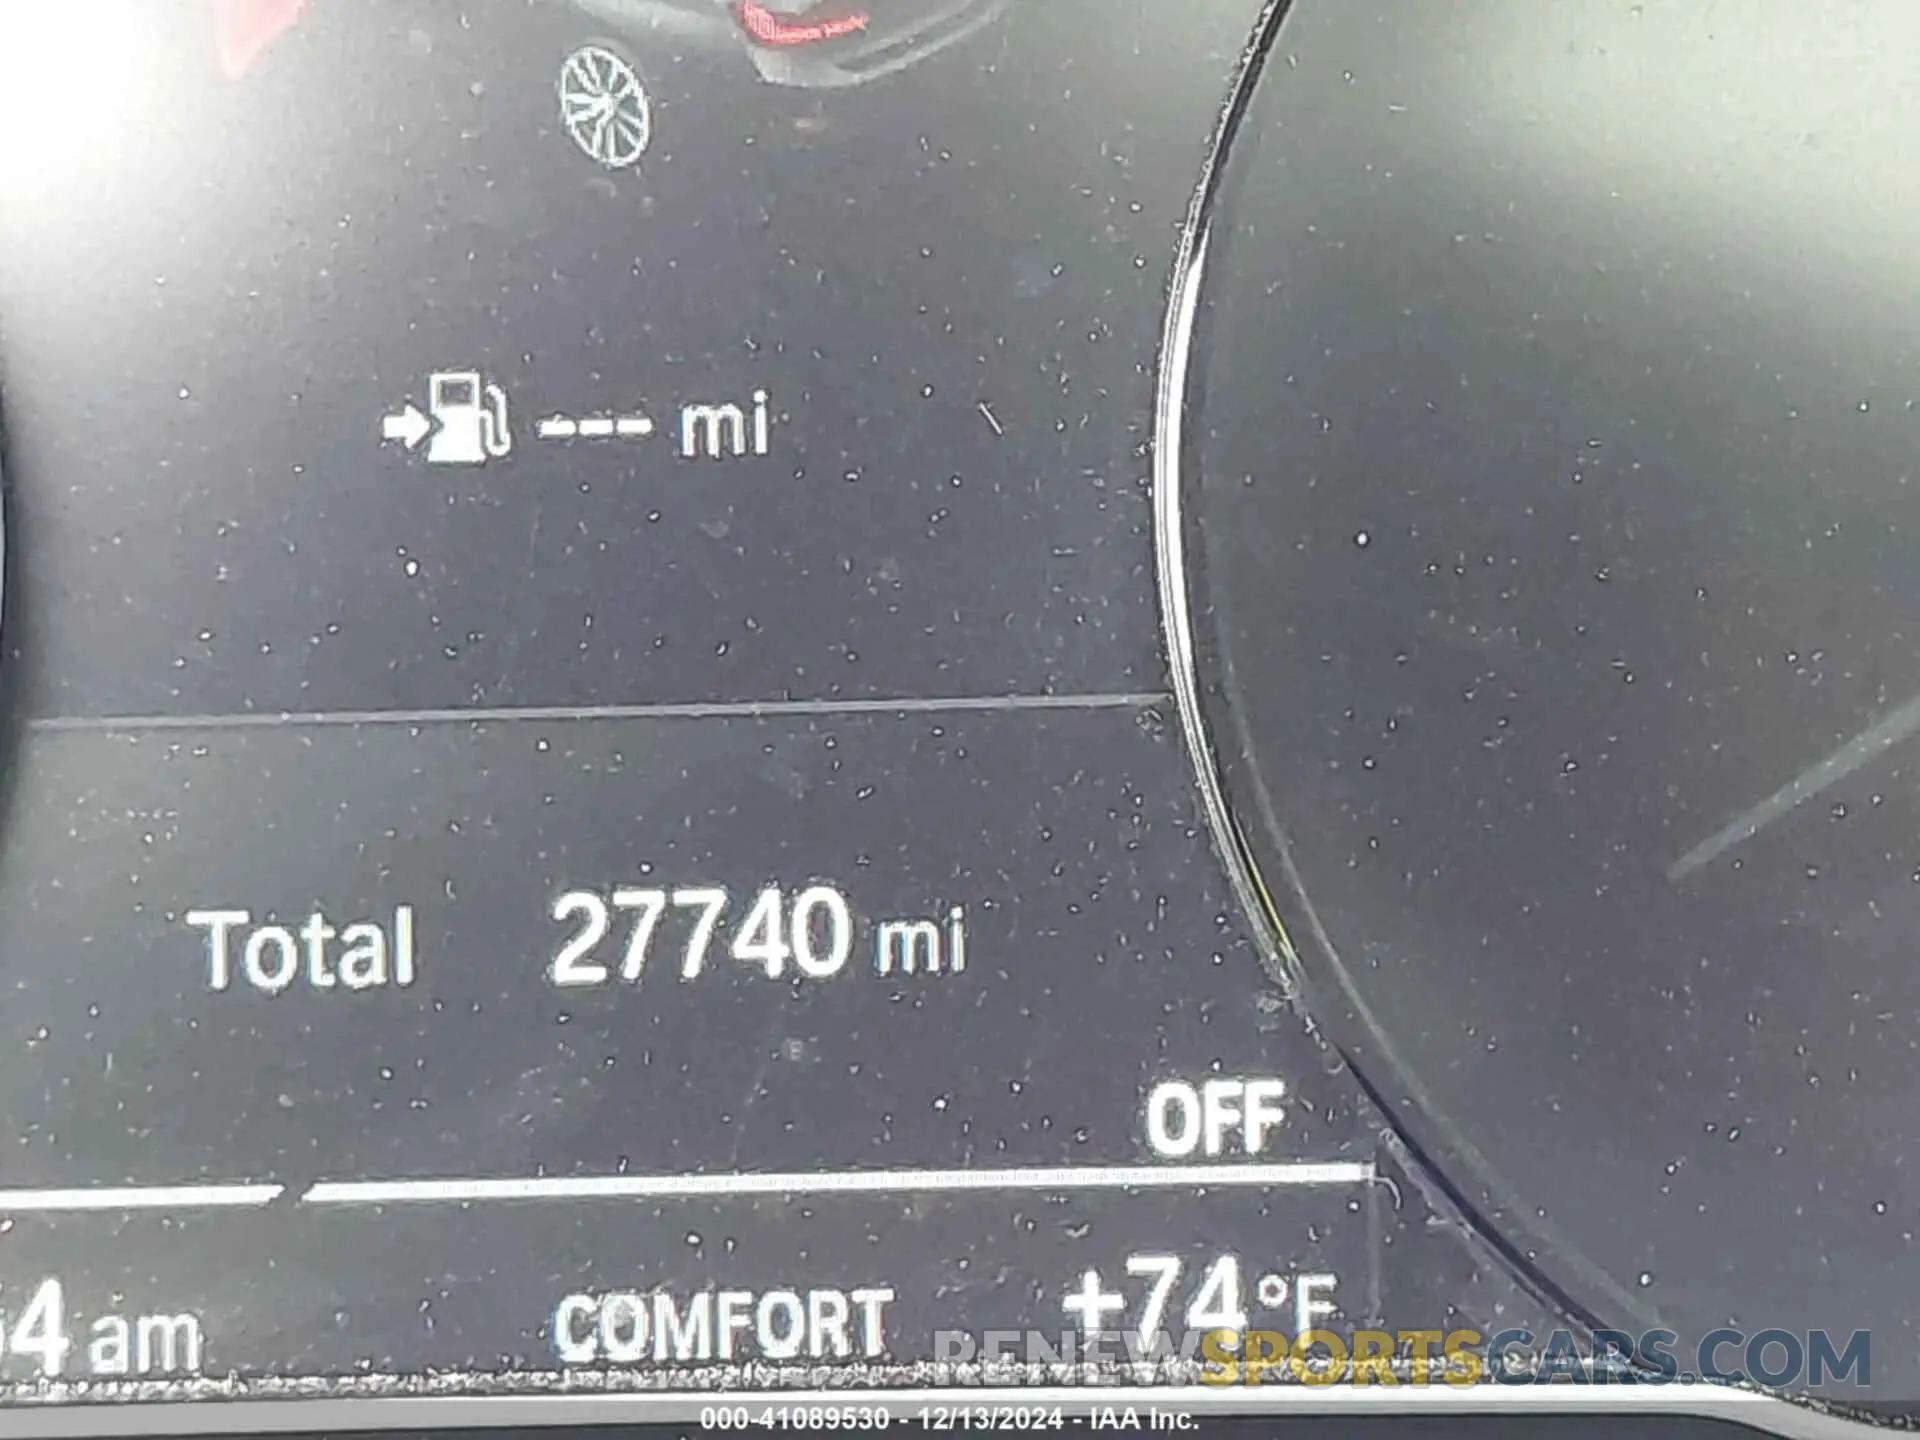 --- mi
Total 27740 mi
OFF
4 am COMFORT +74 °F
RENEWSPORTSCARS.COM
000-41089530 - 12/13/2024 - IAA Inc.